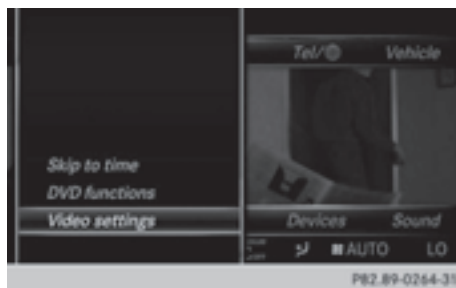 Tel/ Vehicle
Skip to time
DVD functions
Video settings
Devices Sound
AUTO LO
P82.89-0264-31